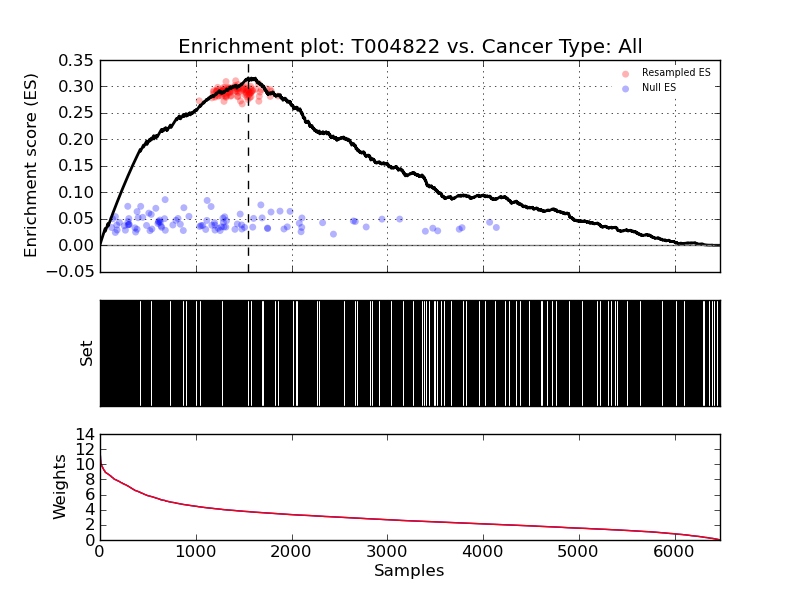 Enrichment plot: T004822 vs. Cancer Type: All
0.35
0.30
0.25
0.20
0.15
0.10
0.05
0.00
−0.05
Enrichment score (ES)
Resampled ES
Null ES
Set
14
12
10
8
6
4
2
0
Weights
0 1000 2000 3000 4000 5000 6000
Samples